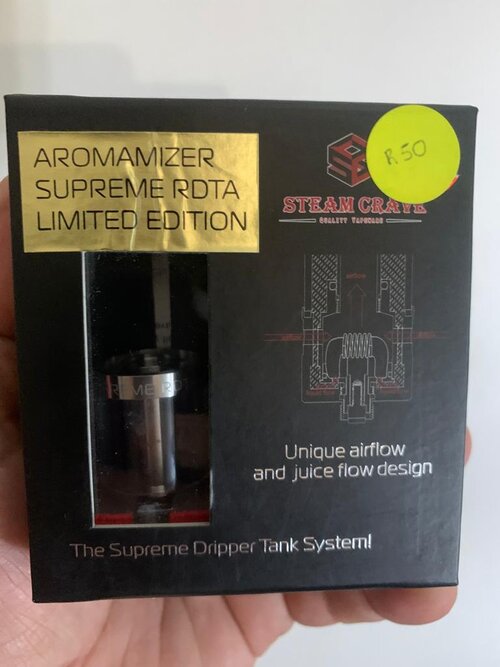 AROMAMIZER
SUPREME RDTA
LIMITED EDITION
R50
STEAM CRAVE
QUALITY VAPEWARE
airflow
Unique airflow
and juice flow design
The Supreme Dripper Tank System!